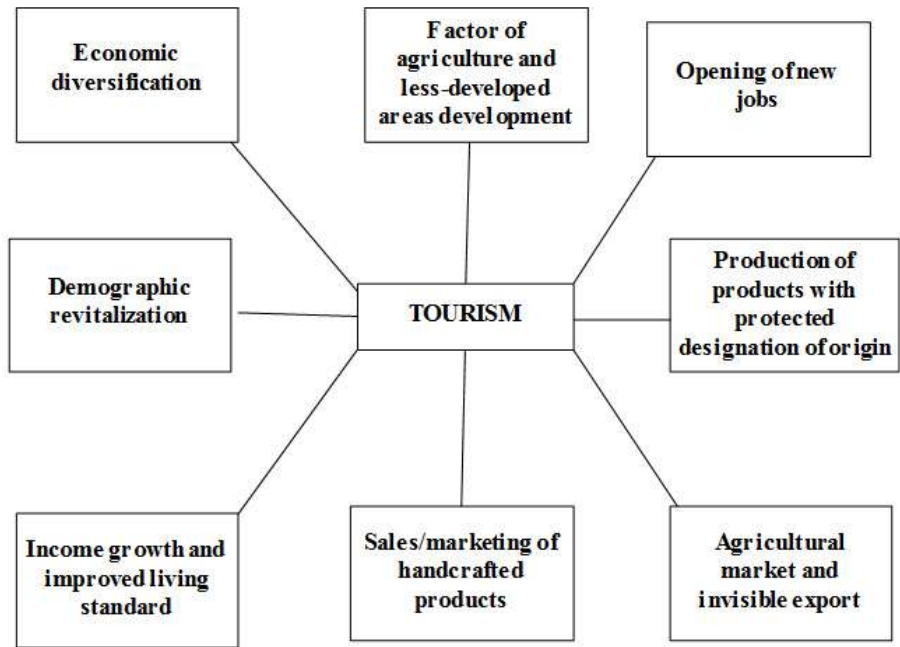 Economic
diversification
Factor of
agriculture and
less-developed
areas development
Opening of new
jobs
Demographic
revitalization
TOURISM
Production of
products with
protected
designation of origin
Income growth and
improved living
standard
Sales/marketing of
handcrafted
products
Agricultural
market and
invisible export